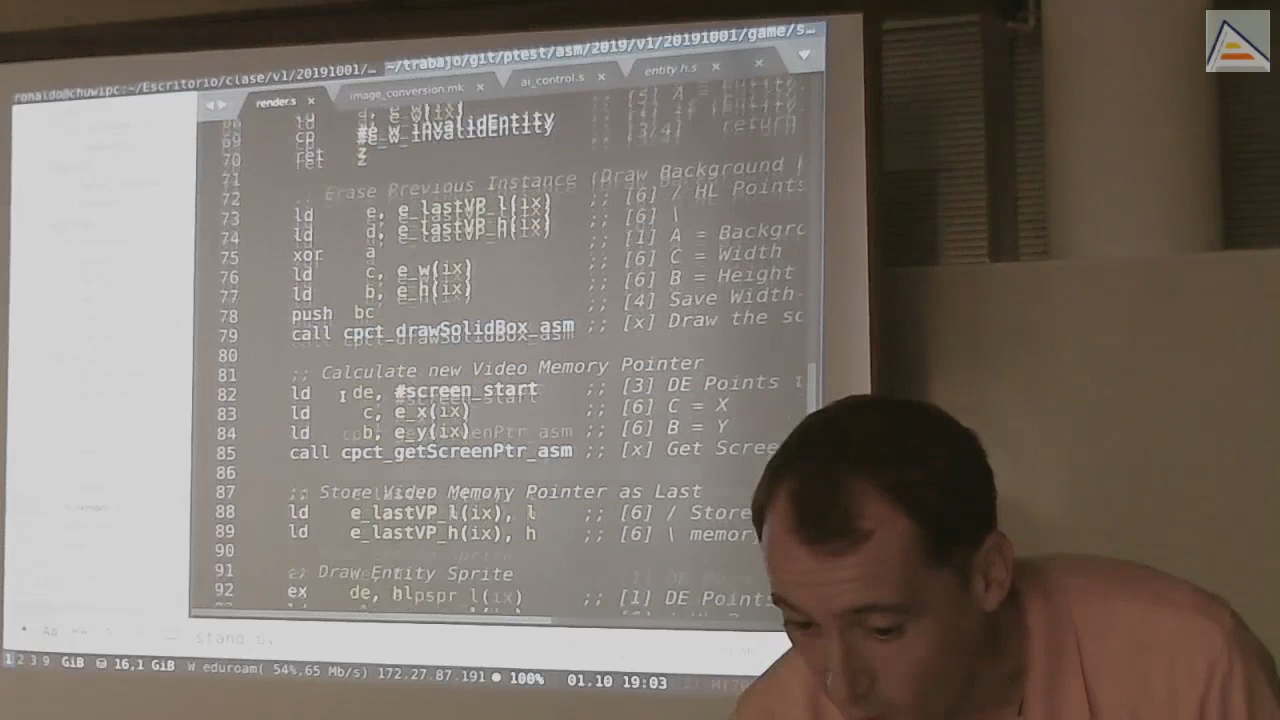 ronaldo@chuwipc:~/Escritorio/clase/v1/20191001/… ~/trabajo/git/ptest/asm/2019/v1/20191001/game/s…
render.s × image_conversion.mk × ai_control.s × entity.h.s ×
69 cp #e_w_invalidEntity ;; [3/4] return
70 ret z
71
72 Erase Previous Instance (Draw Background
73 ld e, e_lastVP_l(ix) ;; [6] / HL Points
74 ld d, e_lastVP_h(ix) ;; [6] \
75 xor a ;; [1] A = Backgro
76 ld c, e_w(ix) ;; [6] C = Width
77 ld b, e_h(ix) ;; [6] B = Height
78 push bc ;; [4] Save Width-
79 call cpct_drawSolidBox_asm ;; [x] Draw the so
80
81 ;; Calculate new Video Memory Pointer
82 ld de, #screen_start ;; [3] DE Points
83 ld c, e_x(ix) ;; [6] C = X
84 ld b, e_y(ix) ;; [6] B = Y
85 call cpct_getScreenPtr_asm ;; [x] Get Scree
86
87 ;; Store Video Memory Pointer as Last
88 ld e_lastVP_l(ix), l ;; [6] / Store
89 ld e_lastVP_h(ix), h ;; [6] \ memory
90
91 ;; Draw Entity Sprite
92 ex de, hl ;; [1] DE Points
1 2 3 9 GiB 16,1 GiB W eduroam( 54%,65 Mb/s) 172.27.87.191 100% 01.10 19:03